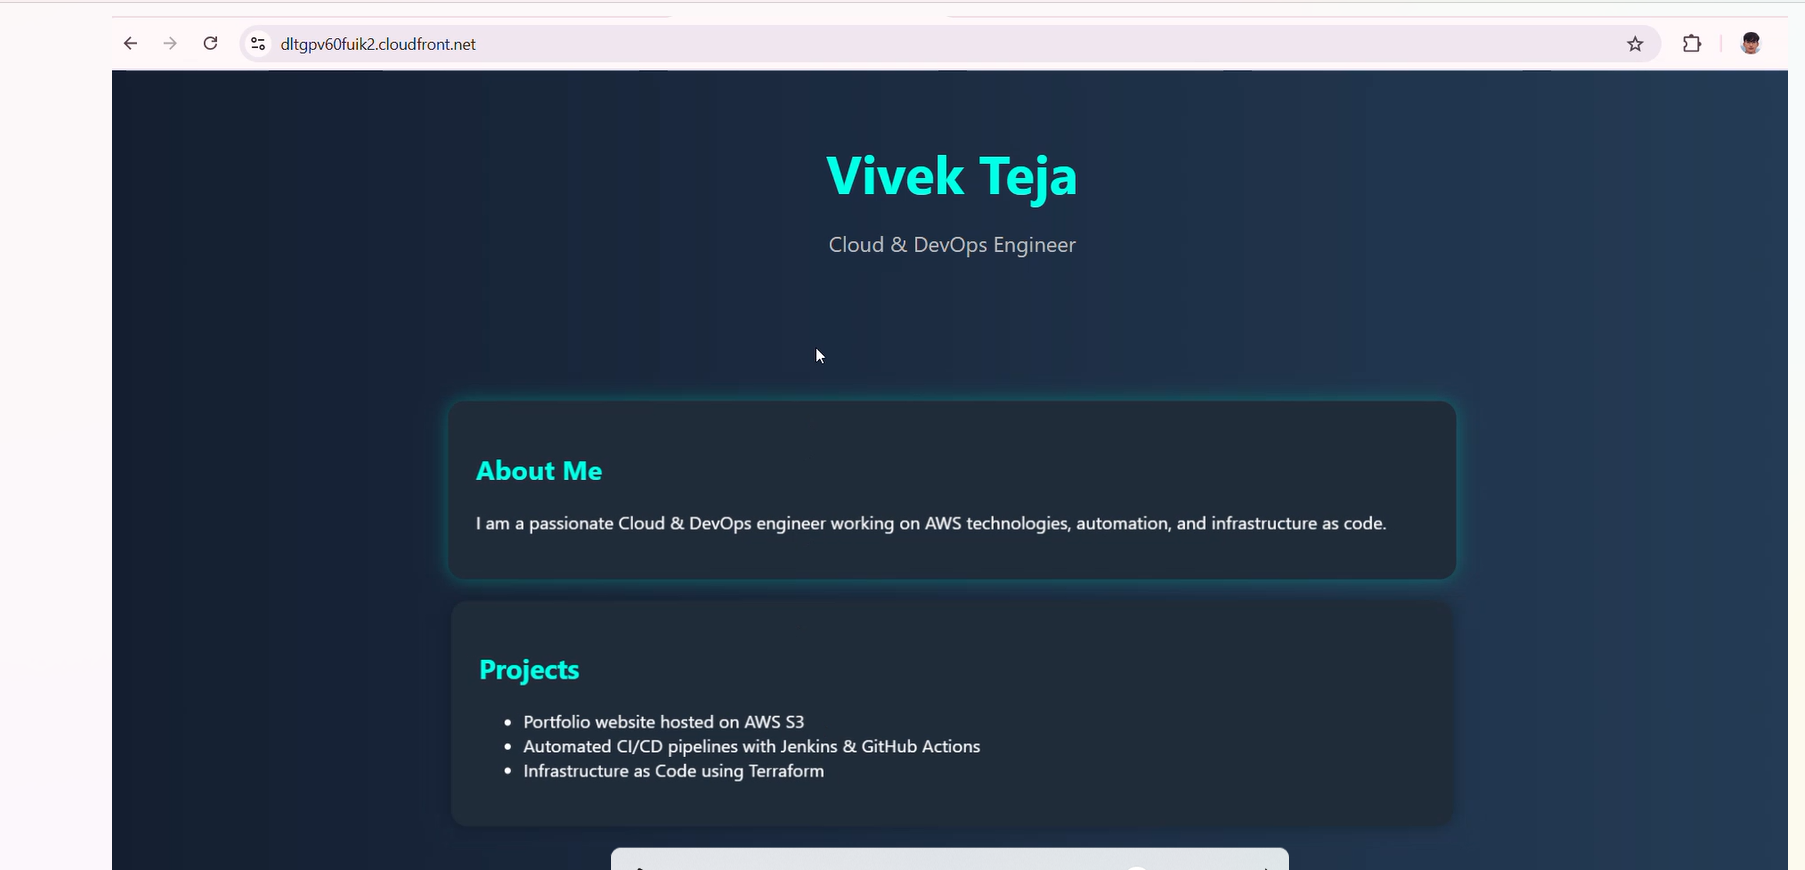 dltgpv60fuik2.cloudfront.net
Vivek Teja
Cloud & DevOps Engineer
About Me
I am a passionate Cloud & DevOps engineer working on AWS technologies, automation, and infrastructure as code.
Projects
• Portfolio website hosted on AWS S3
• Automated CI/CD pipelines with Jenkins & GitHub Actions
• Infrastructure as Code using Terraform